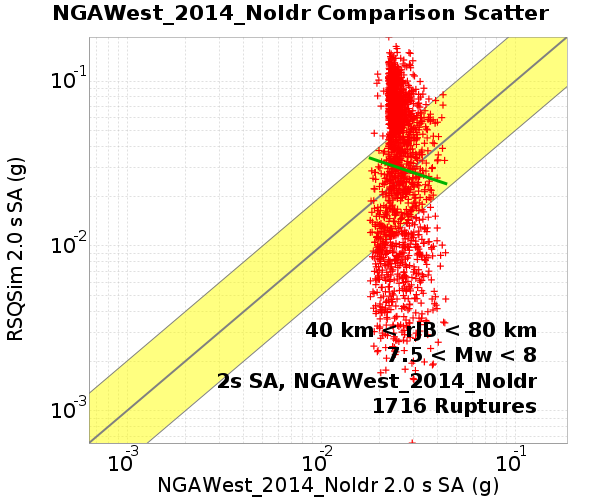 NGAWest_2014_NoIdr Comparison Scatter
RSQSim 2.0 s SA (g)
10-1
10-2
10-3
40 km < rJB < 80 km
7.5 < Mw < 8
2s SA, NGAWest_2014_NoIdr
1716 Ruptures
10-3 10-2 10-1
NGAWest_2014_NoIdr 2.0 s SA (g)